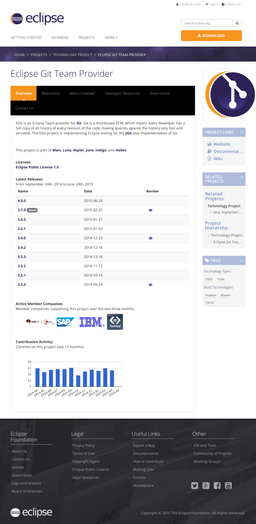 Create account
Log in
eclipse
GETTING STARTED
MEMBERS
PROJECTS
MORE
DOWNLOAD
HOME
PROJECTS
TECHNOLOGY PROJECT
ECLIPSE GIT TEAM PROVIDER
Eclipse Git Team Provider
Overview
Downloads
Who's Involved
Developer Resources
Governance
Contact Us
EGit is an Eclipse Team provider for Git. Git is a distributed SCM, which means every developer has a
full copy of all history of every revision of the code, making queries against the history very fast and
versatile. The EGit project is implementing Eclipse tooling for the JGit Java implementation of Git.
This project is part of Mars, Luna, Kepler, Juno, Indigo, and Helios.
Licenses
Eclipse Public License 1.0
Latest Releases
From September 24th, 2014 to June 24th, 2015
Name Date Review
4.0.0 2015-06-24
3.7.0 2015-02-25
3.6.2 2015-01-21
3.6.1 2015-01-03
3.6.0 2014-12-23
3.4.2 2014-12-18
3.5.3 2014-12-18
3.5.2 2014-11-12
3.5.1 2014-10-14
3.5.0 2014-09-24
Active Member Companies
Member companies supporting this project over the last three months.
SAP
IBM
Contribution Activity
Commits on this project (last 12 months)
PROJECT LINKS
Website
Documenta...
Wiki
RELATED
PROJECTS
Related
Projects
Technology Project
Java implemen...
Project
Hierarchy
Technology Project
Eclipse Git Tea...
TAGS
Technology Types
Tools
Build Technologies
Hudson
Maven
Tycho
Eclipse
Foundation
About Us
Contact Us
Donate
Governance
Logo and Artwork
Board of Directors
Legal
Privacy Policy
Terms of Use
Copyright Agent
Eclipse Public License
Legal Resources
Useful Links
Report a Bug
Documentation
How to Contribute
Mailing Lists
Forums
Marketplace
Other
IDE and Tools
Community of Projects
Working Groups
eclipse
Copyright © 2015 The Eclipse Foundation. All Rights Reserved.